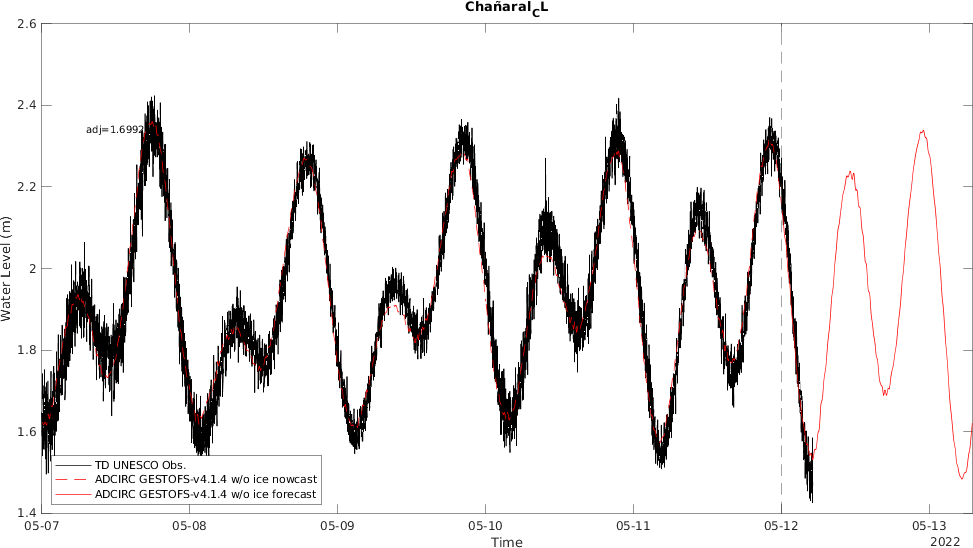 Chañaral_CL
2.6
2.4
adj=1.6992
2.2
2
1.8
1.6
1.4
Water Level (m)
TD UNESCO Obs.
ADCIRC GESTOFS-v4.1.4 w/o ice nowcast
ADCIRC GESTOFS-v4.1.4 w/o ice forecast
05-07 05-08 05-09 05-10 05-11 05-12 05-13
Time
2022